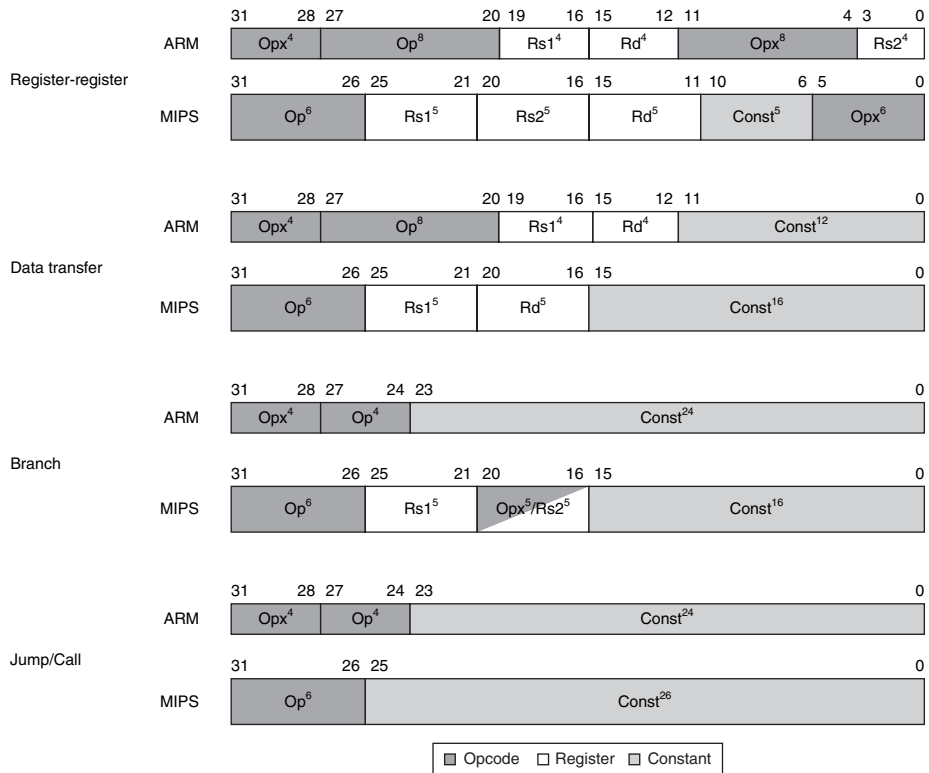 31 28 27 20 19 16 15 12 11 4 3 0
ARM Opx⁴ Op⁸ Rs1⁴ Rd⁴ Opx⁸ Rs2⁴
Register-register
31 26 25 21 20 16 15 11 10 6 5 0
MIPS Op⁶ Rs1⁵ Rs2⁵ Rd⁵ Const⁵ Opx⁶
31 28 27 20 19 16 15 12 11 0
ARM Opx⁴ Op⁸ Rs1⁴ Rd⁴ Const¹²
Data transfer
31 26 25 21 20 16 15 0
MIPS Op⁶ Rs1⁵ Rd⁵ Const¹⁶
31 28 27 24 23 0
ARM Opx⁴ Op⁴ Const²⁴
Branch
31 26 25 21 20 16 15 0
MIPS Op⁶ Rs1⁵ Opx⁵/Rs2⁵ Const¹⁶
31 28 27 24 23 0
ARM Opx⁴ Op⁴ Const²⁴
Jump/Call
31 26 25 0
MIPS Op⁶ Const²⁶
Opcode Register Constant